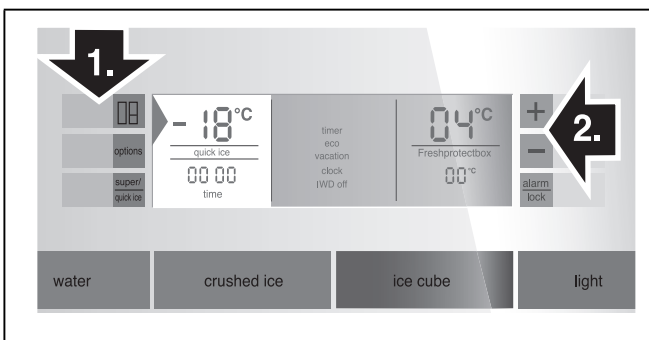 1.
2.
options
super/
quick ice
- 18°C
quick ice
00 00
time
timer
eco
vacation
clock
IWD off
04°C
Freshprotectbox
00°C
+
-
alarm
lock
water
crushed ice
ice cube
light